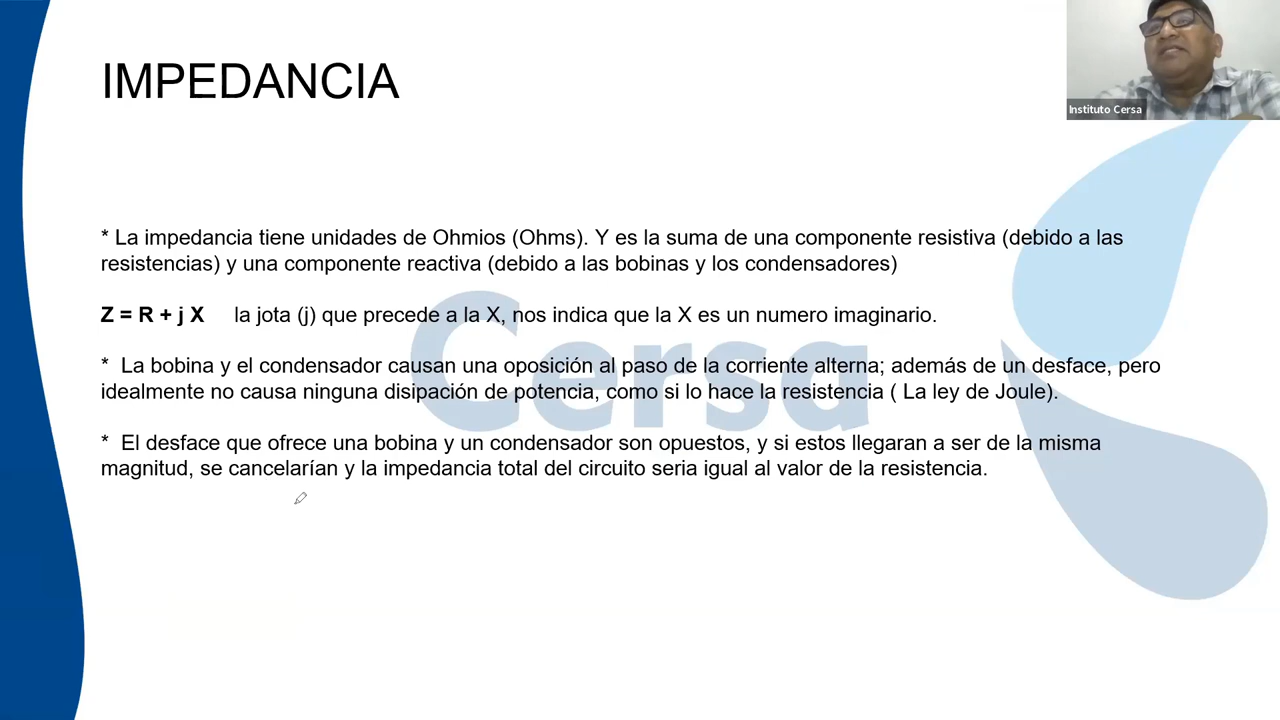 IMPEDANCIA
Instituto Cersa
* La impedancia tiene unidades de Ohmios (Ohms). Y es la suma de una componente resistiva (debido a las
resistencias) y una componente reactiva (debido a las bobinas y los condensadores)
Z = R + j X la jota (j) que precede a la X, nos indica que la X es un numero imaginario.
* La bobina y el condensador causan una oposición al paso de la corriente alterna; además de un desface, pero
idealmente no causa ninguna disipación de potencia, como si lo hace la resistencia ( La ley de Joule).
* El desface que ofrece una bobina y un condensador son opuestos, y si estos llegaran a ser de la misma
magnitud, se cancelarían y la impedancia total del circuito seria igual al valor de la resistencia.
Cersa